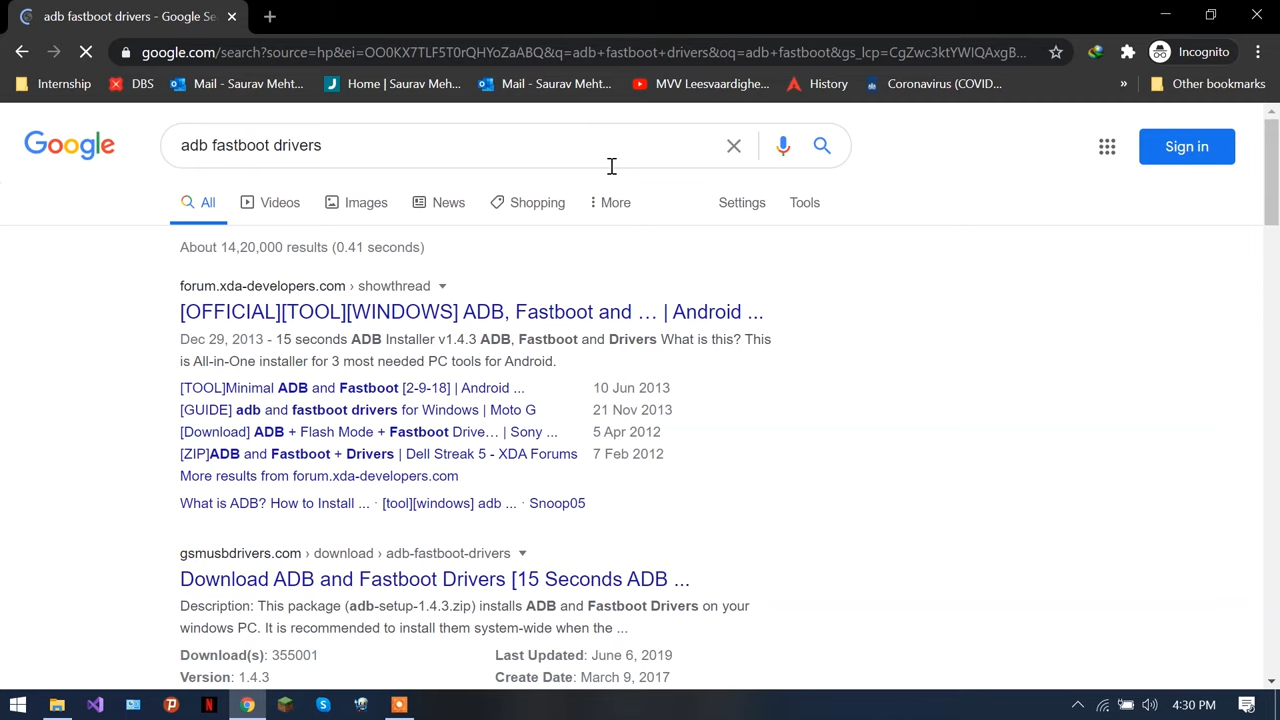 adb fastboot drivers - Google Se
google.com/search?source=hp&ei=OO0KX7TLF5T0rQHYoZaABQ&q=adb+fastboot+drivers&oq=adb+fastboot&gs_lcp=CgZwc3ktYWIQAxgB...
Incognito
Internship
DBS
Mail - Saurav Meht...
Home | Saurav Meht...
Mail - Saurav Meht...
MVV Leesvaardighe...
History
Coronavirus (COVID...
»
Other bookmarks
Google
adb fastboot drivers
Sign in
All
Videos
Images
News
Shopping
More
Settings
Tools
About 14,20,000 results (0.41 seconds)
forum.xda-developers.com › showthread
[OFFICIAL][TOOL][WINDOWS] ADB, Fastboot and … | Android ...
Dec 29, 2013 - 15 seconds ADB Installer v1.4.3 ADB, Fastboot and Drivers What is this? This
is All-in-One installer for 3 most needed PC tools for Android.
[TOOL]Minimal ADB and Fastboot [2-9-18] | Android ... 10 Jun 2013
[GUIDE] adb and fastboot drivers for Windows | Moto G 21 Nov 2013
[Download] ADB + Flash Mode + Fastboot Drive… | Sony ... 5 Apr 2012
[ZIP]ADB and Fastboot + Drivers | Dell Streak 5 - XDA Forums 7 Feb 2012
More results from forum.xda-developers.com
What is ADB? How to Install ... · [tool][windows] adb ... · Snoop05
gsmusbdrivers.com › download › adb-fastboot-drivers
Download ADB and Fastboot Drivers [15 Seconds ADB ...
Description: This package (adb-setup-1.4.3.zip) installs ADB and Fastboot Drivers on your
windows PC. It is recommended to install them system-wide when the ...
Download(s): 355001 Last Updated: June 6, 2019
Version: 1.4.3 Create Date: March 9, 2017
4:30 PM